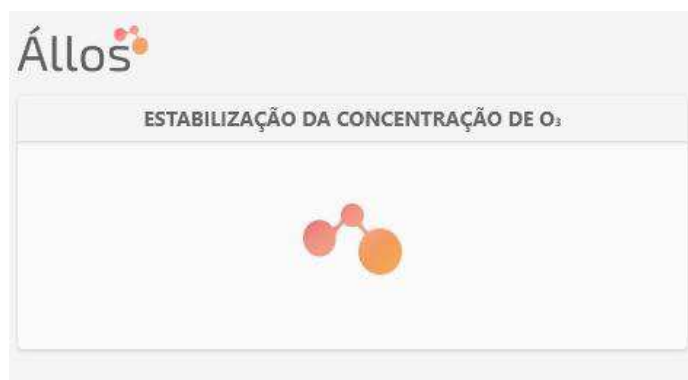 Állos
ESTABILIZAÇÃO DA CONCENTRAÇÃO DE O₃